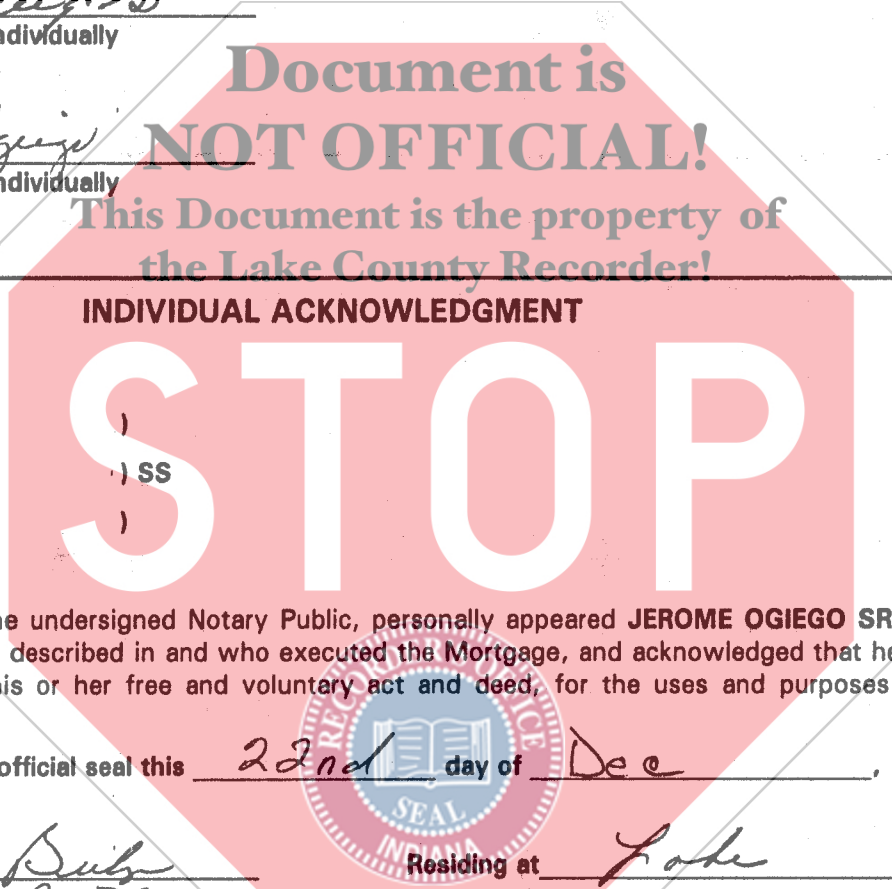 ndividually
Document is
NOT OFFICIAL!
ndividually
This Document is the property of
the Lake County Recorder!
INDIVIDUAL ACKNOWLEDGMENT
STOP
)
) SS
)
ne undersigned Notary Public, personally appeared JEROME OGIEGO SR
described in and who executed the Mortgage, and acknowledged that he
his or her free and voluntary act and deed, for the uses and purposes
official seal this 22nd day of Dec ,
RECORDER'S OFFICE
SEAL
INDIANA
Residing at Lake